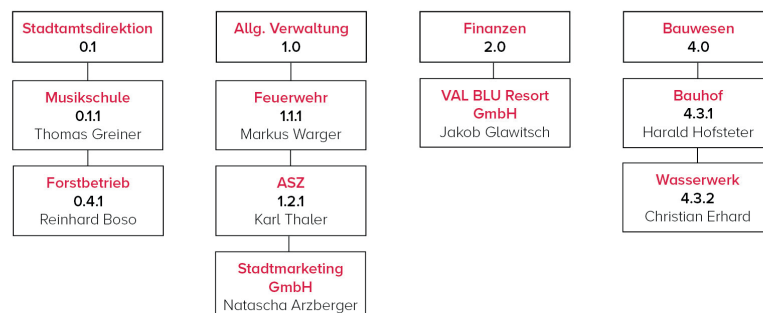 Stadtamtsdirektion
0.1
Musikschule
0.1.1
Thomas Greiner
Forstbetrieb
0.4.1
Reinhard Boso
Allg. Verwaltung
1.0
Feuerwehr
1.1.1
Markus Warger
ASZ
1.2.1
Karl Thaler
Stadtmarketing
GmbH
Natascha Arzberger
Finanzen
2.0
VAL BLU Resort
GmbH
Jakob Glawitsch
Bauwesen
4.0
Bauhof
4.3.1
Harald Hofsteter
Wasserwerk
4.3.2
Christian Erhard